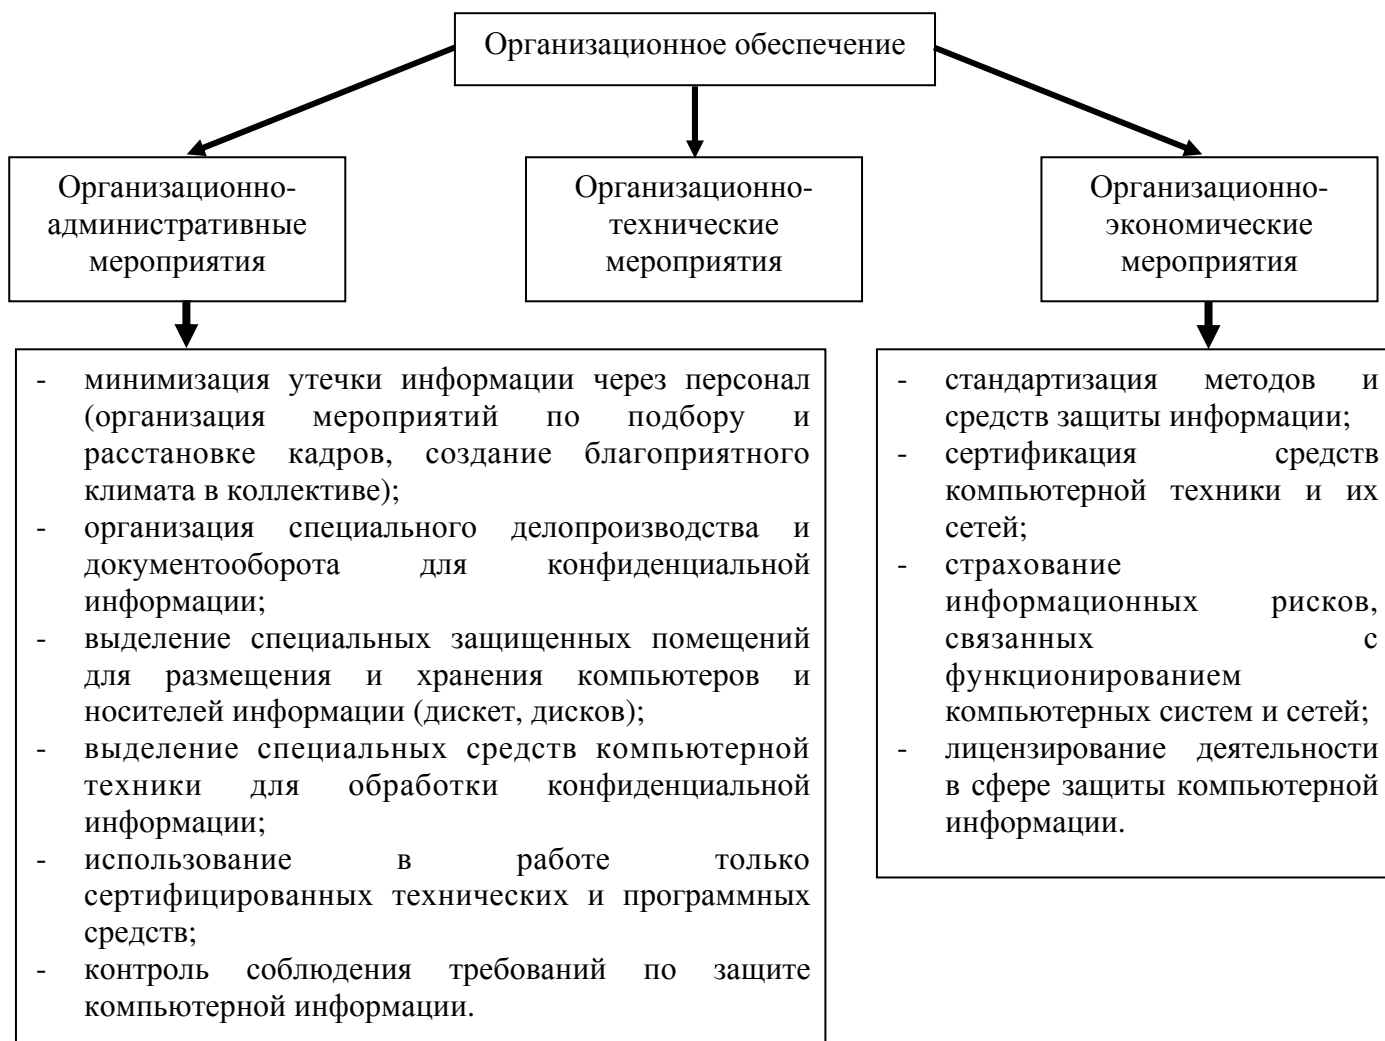 Организационное обеспечение
Организационно-
административные
мероприятия
Организационно-
технические
мероприятия
Организационно-
экономические
мероприятия
- минимизация утечки информации через персонал
(организация мероприятий по подбору и
расстановке кадров, создание благоприятного
климата в коллективе);
- организация специального делопроизводства и
документооборота для конфиденциальной
информации;
- выделение специальных защищенных помещений
для размещения и хранения компьютеров и
носителей информации (дискет, дисков);
- выделение специальных средств компьютерной
техники для обработки конфиденциальной
информации;
- использование в работе только
сертифицированных технических и программных
средств;
- контроль соблюдения требований по защите
компьютерной информации.
- стандартизация методов и
средств защиты информации;
- сертификация средств
компьютерной техники и их
сетей;
- страхование
информационных рисков,
связанных с
функционированием
компьютерных систем и сетей;
- лицензирование деятельности
в сфере защиты компьютерной
информации.